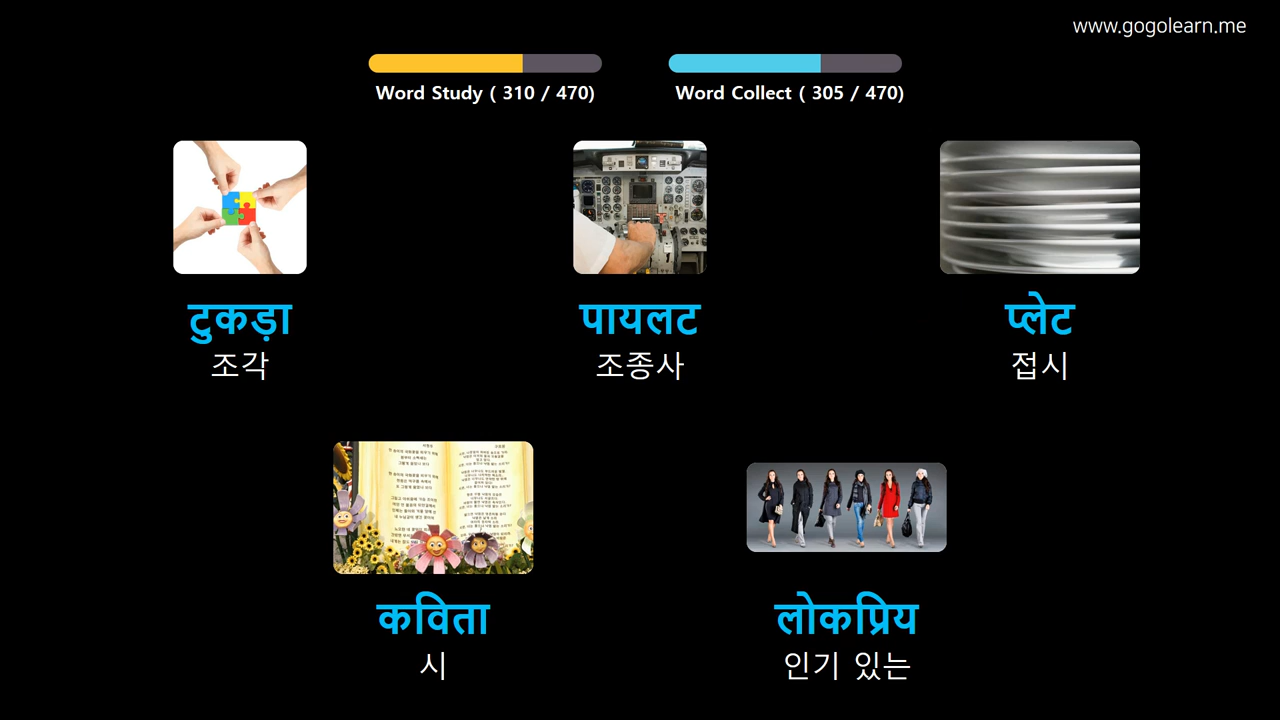 www.gogolearn.me
Word Study ( 310 / 470)
Word Collect ( 305 / 470)
टुकड़ा
조각
पायलट
조종사
प्लेट
접시
कविता
시
लोकप्रिय
인기 있는